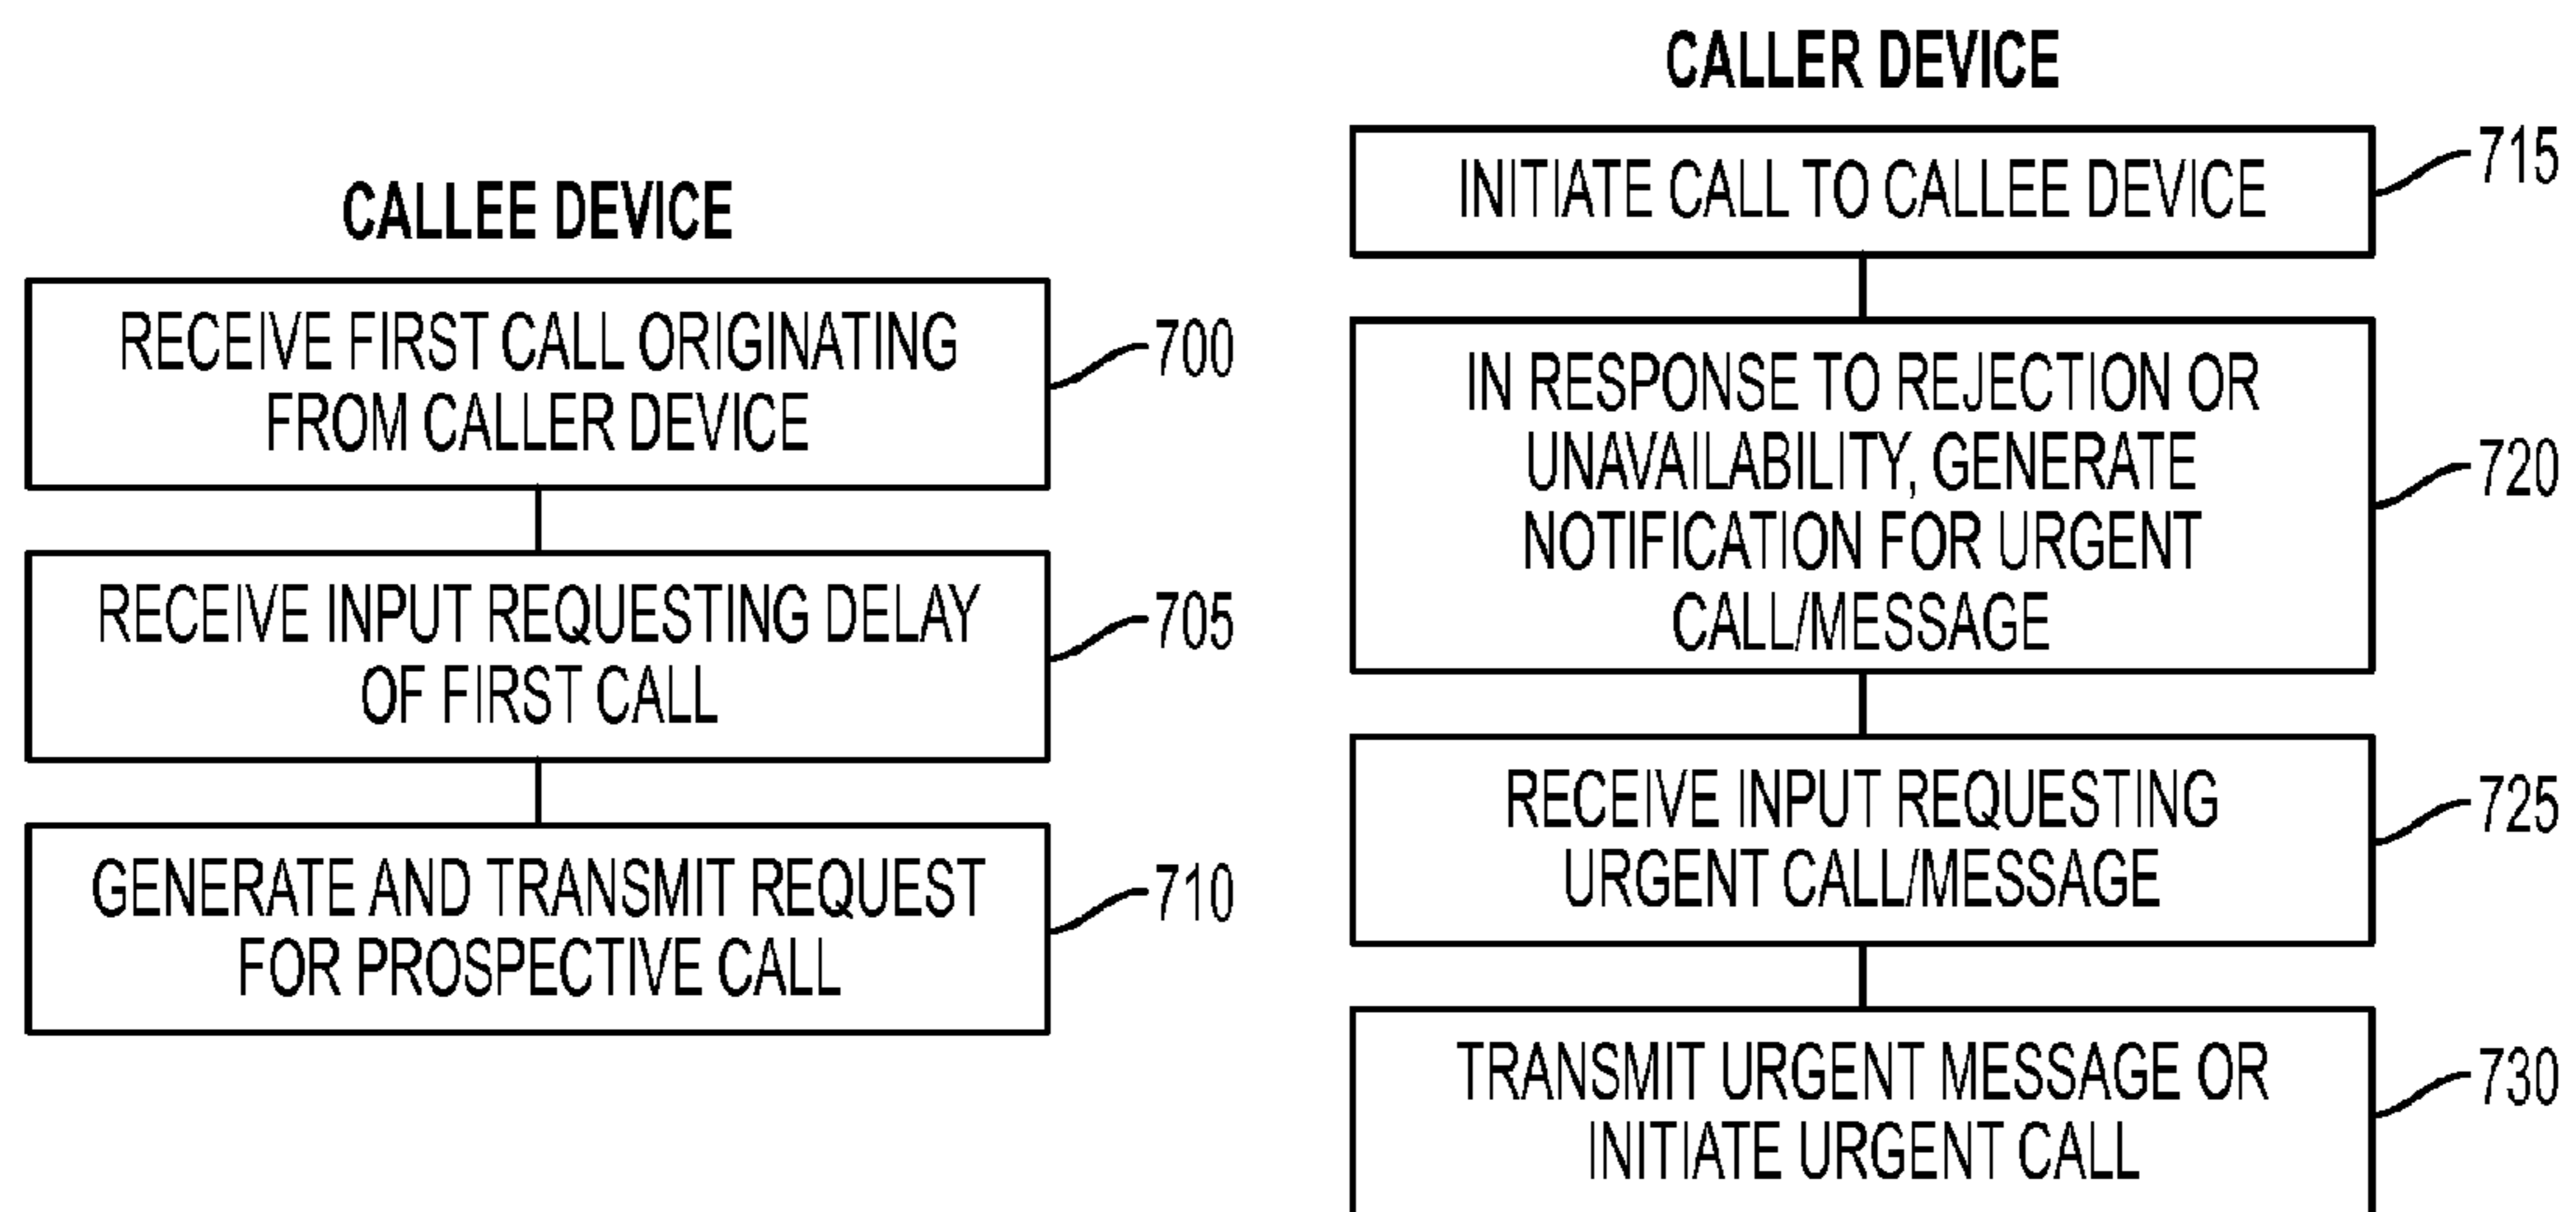 CALLEE DEVICE
RECEIVE FIRST CALL ORIGINATING
FROM CALLER DEVICE
700
RECEIVE INPUT REQUESTING DELAY
OF FIRST CALL
705
GENERATE AND TRANSMIT REQUEST
FOR PROSPECTIVE CALL
710
CALLER DEVICE
INITIATE CALL TO CALLEE DEVICE
715
IN RESPONSE TO REJECTION OR
UNAVAILABILITY, GENERATE
NOTIFICATION FOR URGENT
CALL/MESSAGE
720
RECEIVE INPUT REQUESTING
URGENT CALL/MESSAGE
725
TRANSMIT URGENT MESSAGE OR
INITIATE URGENT CALL
730